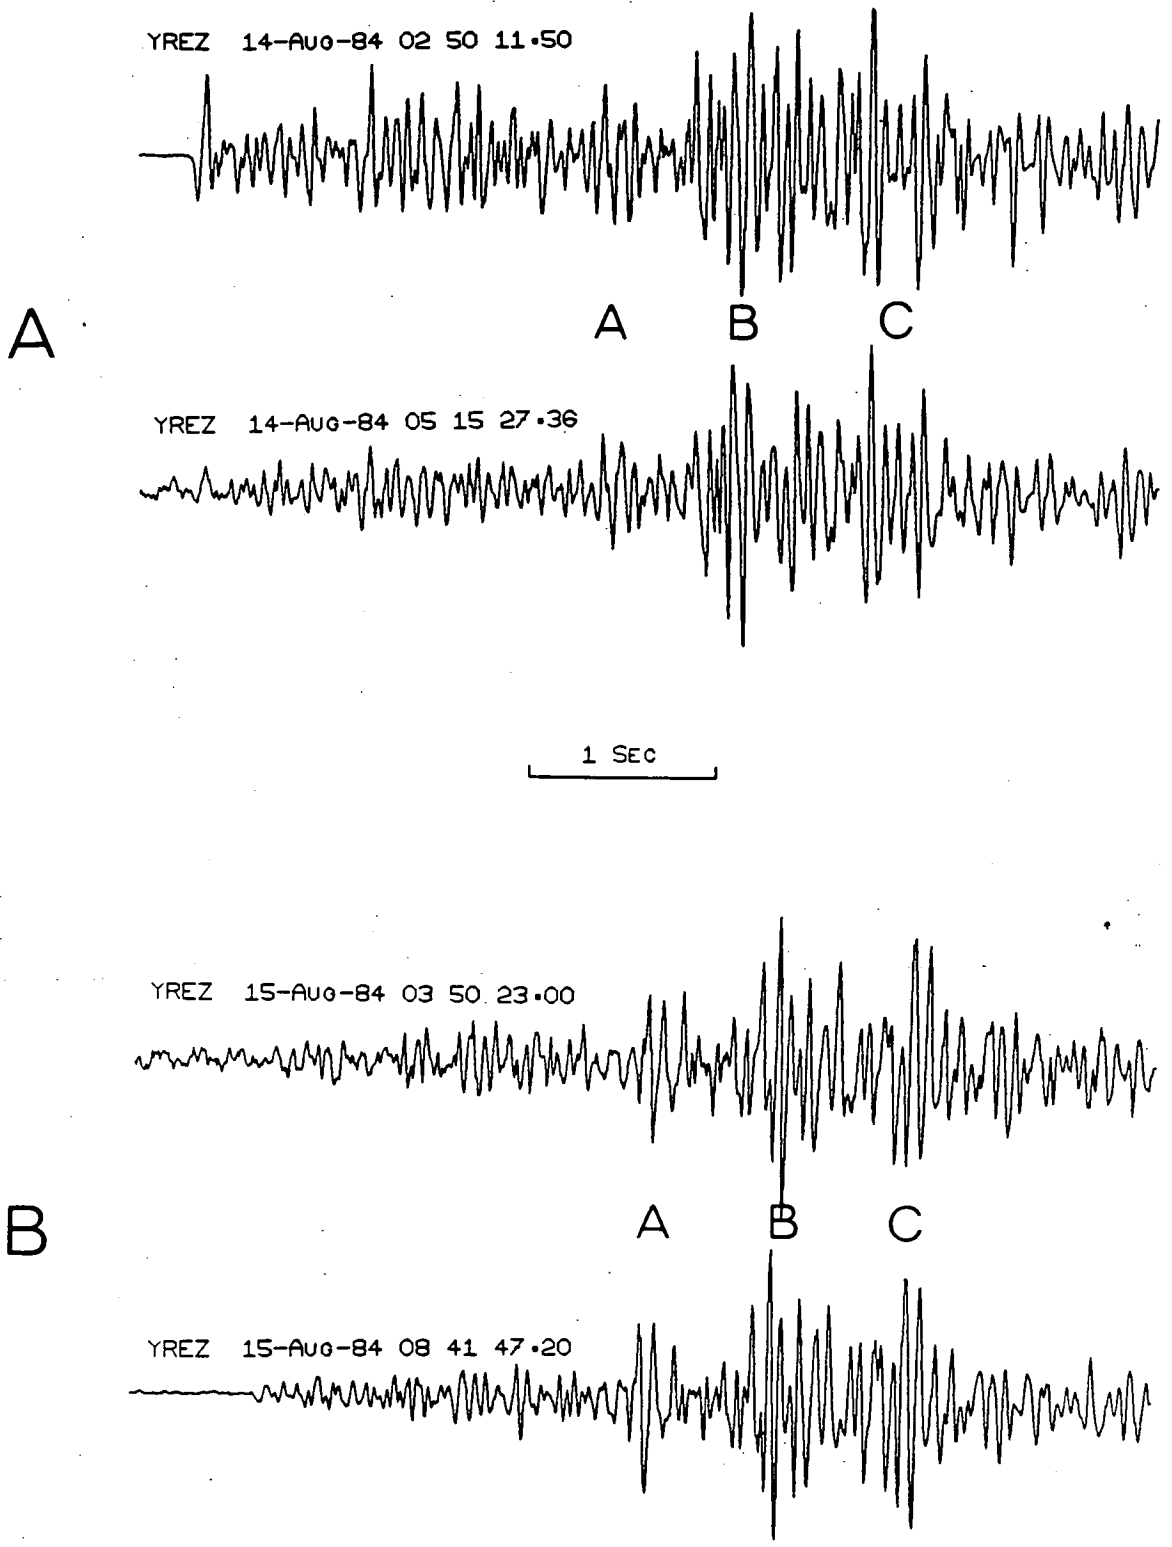 YREZ 14-AUG-84 02 50 11.50
A
A B C
YREZ 14-AUG-84 05 15 27.36
1 SEC
YREZ 15-AUG-84 03 50 23.00
B
A B C
YREZ 15-AUG-84 08 41 47.20